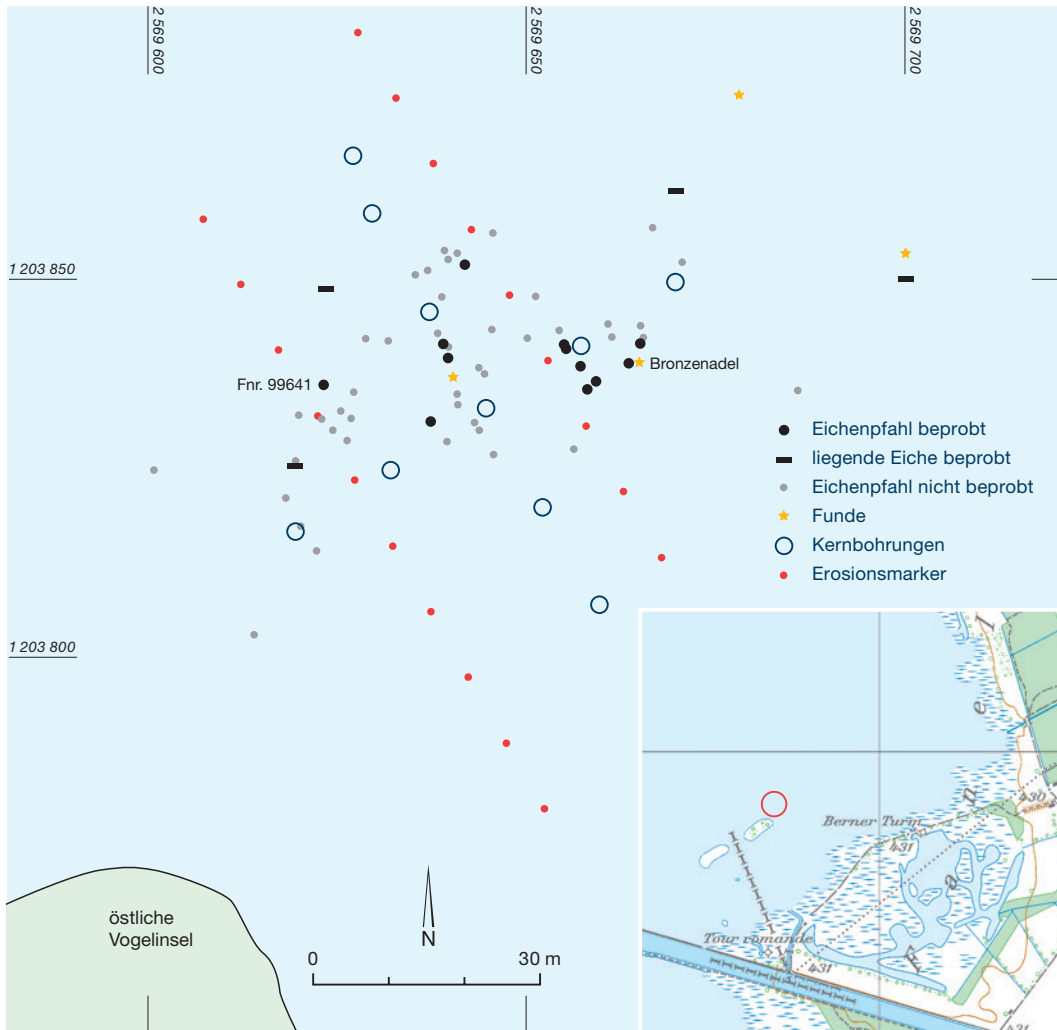 2 569 600
2 569 650
2 569 700
1 203 850
Bronzenadel
Fnr. 99641
Eichenpfahl beprobt
liegende Eiche beprobt
Eichenpfahl nicht beprobt
Funde
Kernbohrungen
Erosionsmarker
1 203 800
östliche
Vogelinsel
N
0 30 m
430
Berner Turm
431
Tour romande
431
F a n e l